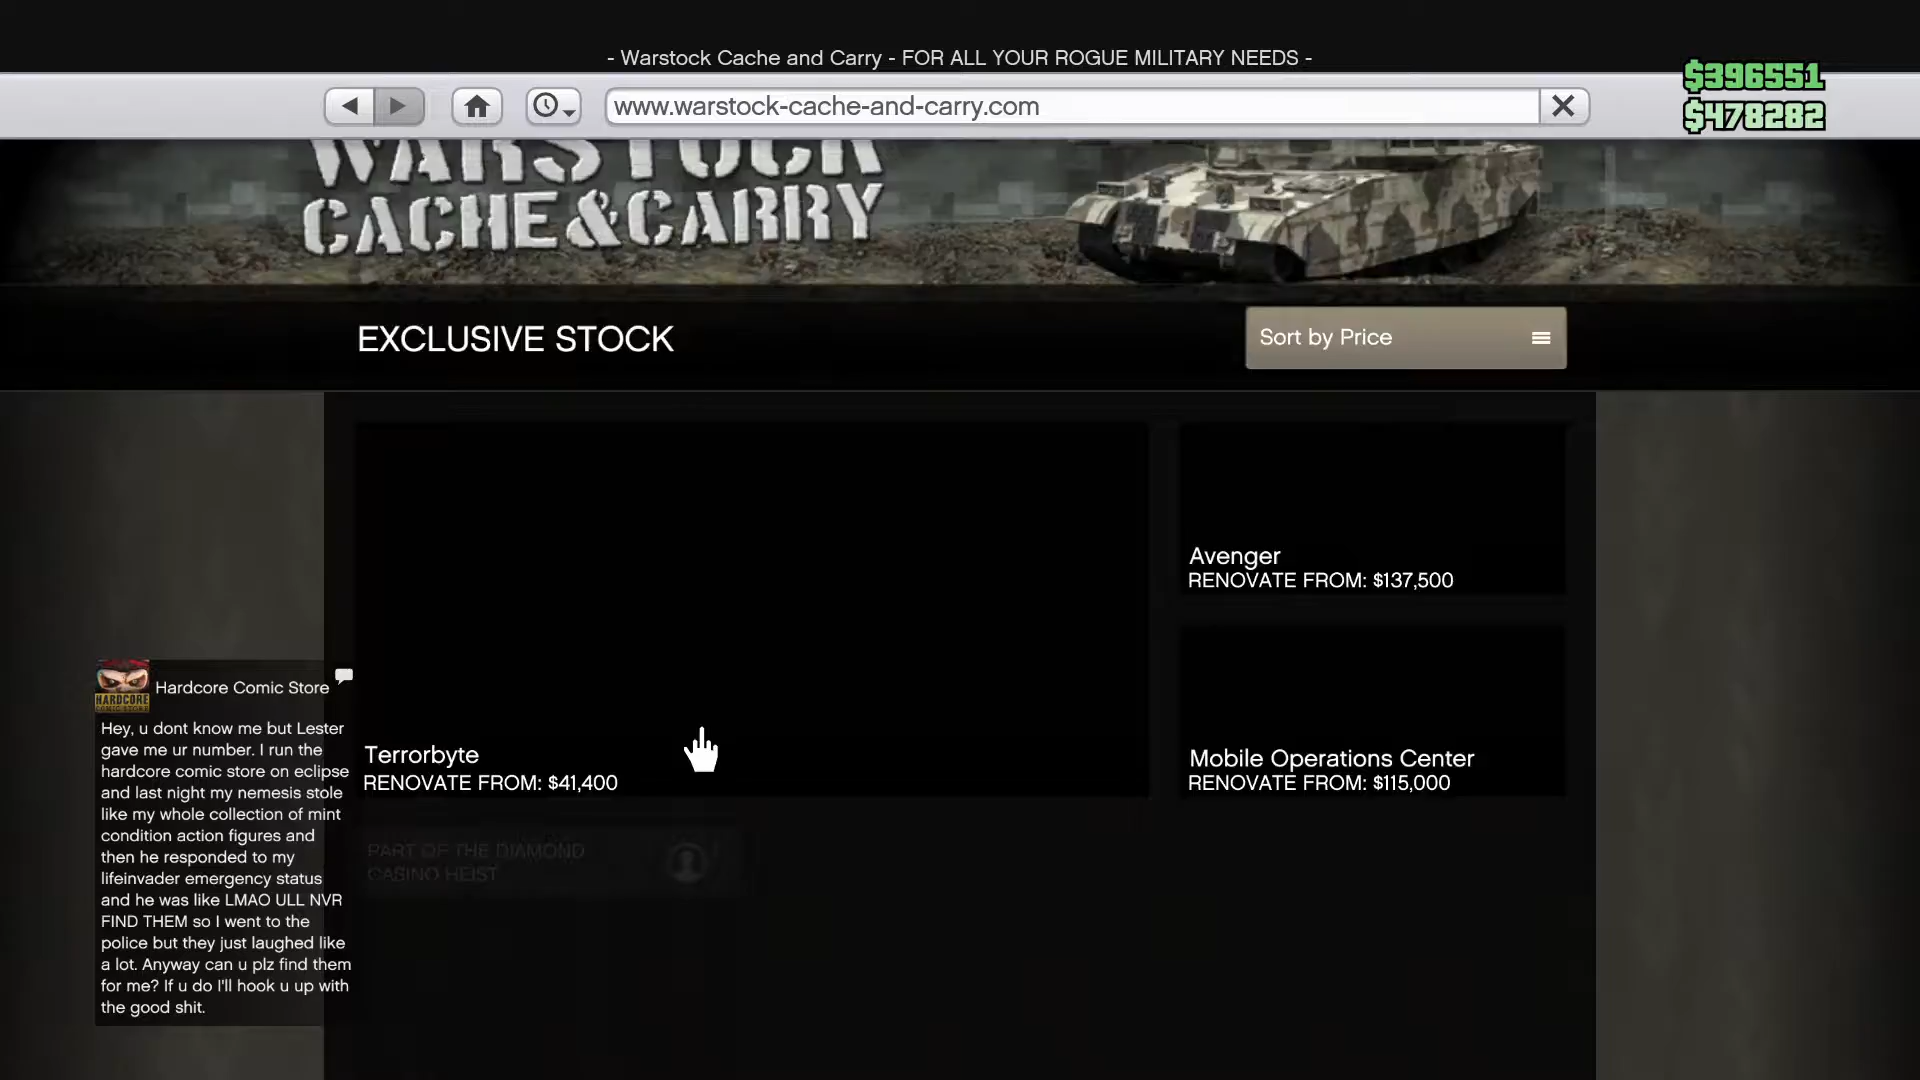 - Warstock Cache and Carry - FOR ALL YOUR ROGUE MILITARY NEEDS -
$396551
www.warstock-cache-and-carry.com
$478282
WARSTOCK
CACHE&CARRY
EXCLUSIVE STOCK
Sort by Price
Avenger
RENOVATE FROM: $137,500
Terrorbyte
RENOVATE FROM: $41,400
Mobile Operations Center
RENOVATE FROM: $115,000
PART OF THE DIAMOND
CASINO HEIST
HARDCORE
Hardcore Comic Store
Hey, u dont know me but Lester
gave me ur number. I run the
hardcore comic store on eclipse
and last night my nemesis stole
like my whole collection of mint
condition action figures and
then he responded to my
lifeinvader emergency status
and he was like LMAO ULL NVR
FIND THEM so I went to the
police but they just laughed like
a lot. Anyway can u plz find them
for me? If u do I'll hook u up with
the good shit.